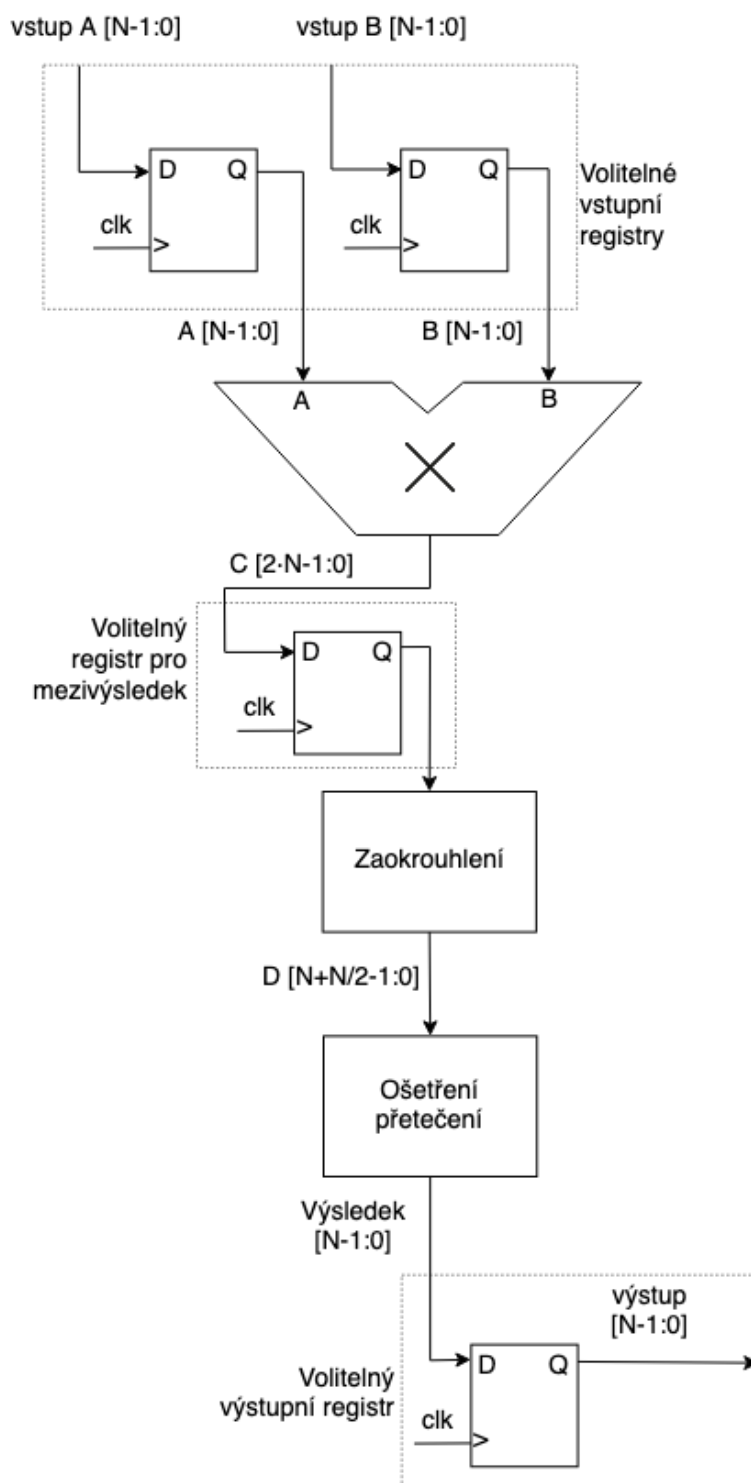 vstup A [N-1:0]
vstup B [N-1:0]
D
Q
clk
>
D
Q
clk
>
Volitelné
vstupní
registry
A [N-1:0]
B [N-1:0]
A
B
C [2·N-1:0]
Volitelný
registr pro
mezivýsledek
D
Q
clk
>
Zaokrouhlení
D [N+N/2-1:0]
Ošetření
přetečení
Výsledek
[N-1:0]
výstup
[N-1:0]
Volitelný
výstupní registr
D
Q
clk
>